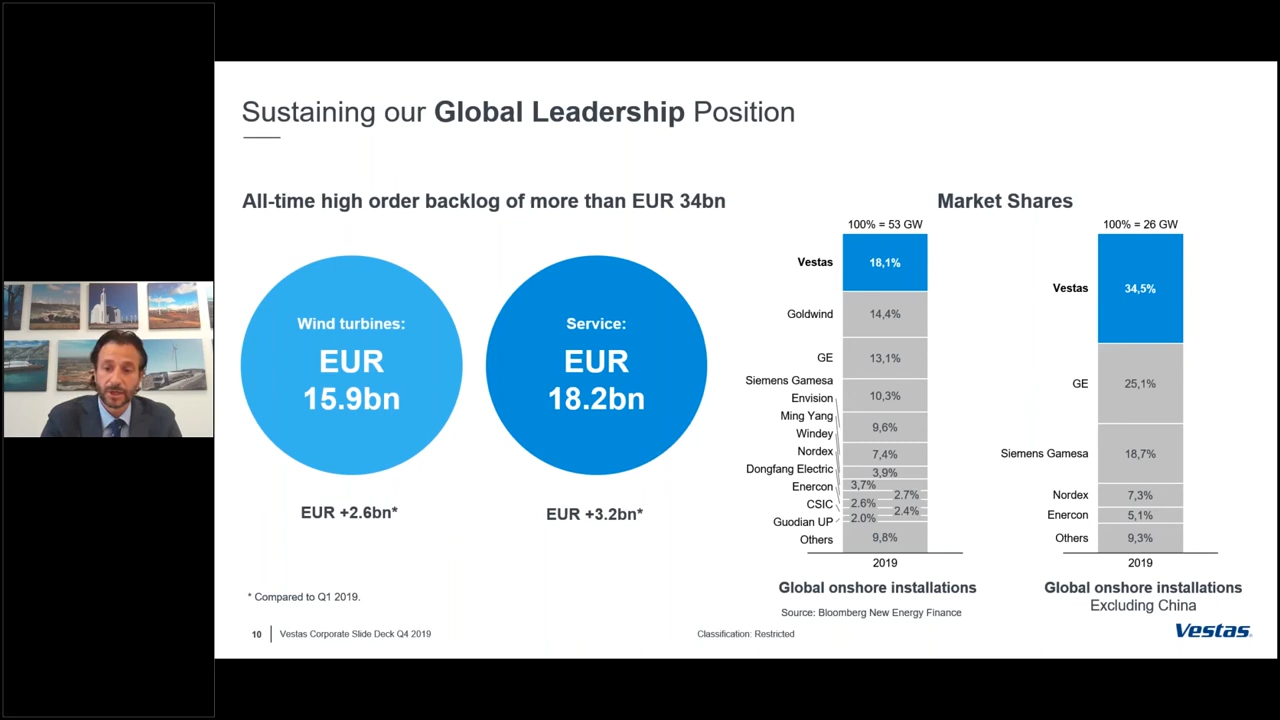 Sustaining our Global Leadership Position
All-time high order backlog of more than EUR 34bn
Wind turbines:
EUR
15.9bn
EUR +2.6bn*
Service:
EUR
18.2bn
EUR +3.2bn*
* Compared to Q1 2019.
Market Shares
100% = 53 GW
Vestas
18,1%
Goldwind
14,4%
GE
13,1%
Siemens Gamesa
10,3%
Envision
9,6%
Ming Yang
7,4%
Windey
3,9%
Nordex
3,7%
Dongfang Electric
2.7%
Enercon
2.6%
CSIC
2.4%
Guodian UP
2.0%
Others
9,8%
2019
Global onshore installations
Source: Bloomberg New Energy Finance
100% = 26 GW
Vestas
34,5%
GE
25,1%
Siemens Gamesa
18,7%
Nordex
7,3%
Enercon
5,1%
Others
9,3%
2019
Global onshore installations
Excluding China
10
Vestas Corporate Slide Deck Q4 2019
Classification: Restricted
Vestas